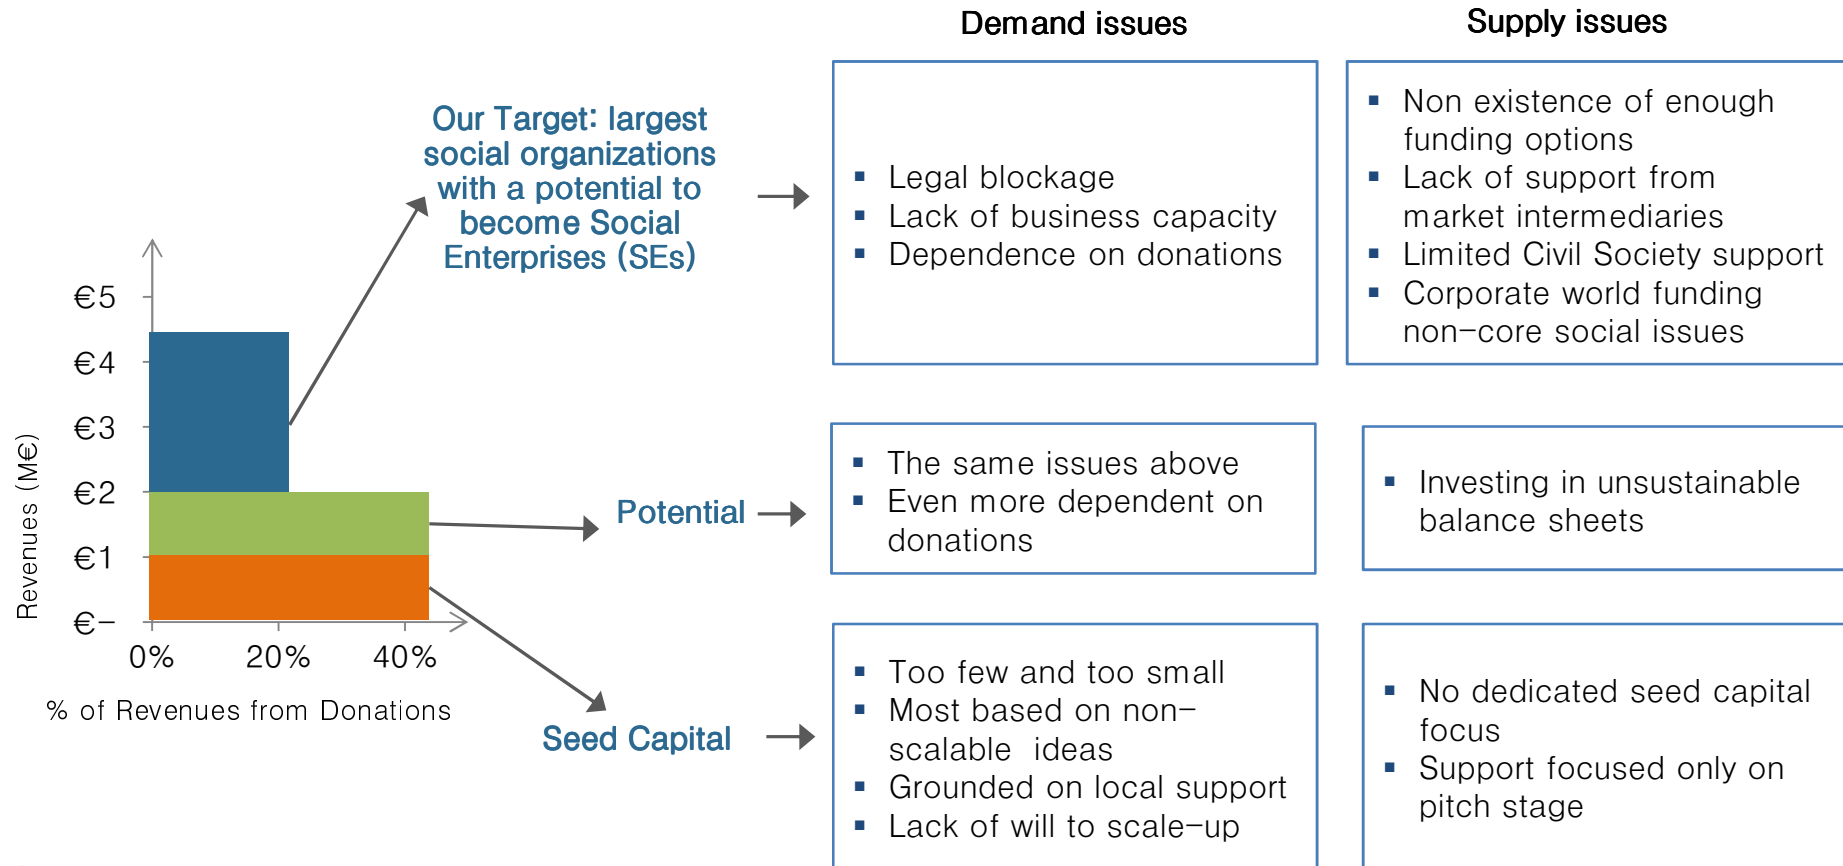 Demand issues
Supply issues
Our Target: largest
social organizations
with a potential to
become Social
Enterprises (SEs)
▪ Legal blockage
▪ Lack of business capacity
▪ Dependence on donations
▪ Non existence of enough
funding options
▪ Lack of support from
market intermediaries
▪ Limited Civil Society support
▪ Corporate world funding
non-core social issues
Revenues (M€)
€5
€4
€3
€2
€1
€-
0%
20%
40%
% of Revenues from Donations
Potential
▪ The same issues above
▪ Even more dependent on
donations
▪ Investing in unsustainable
balance sheets
Seed Capital
▪ Too few and too small
▪ Most based on non-
scalable ideas
▪ Grounded on local support
▪ Lack of will to scale-up
▪ No dedicated seed capital
focus
▪ Support focused only on
pitch stage